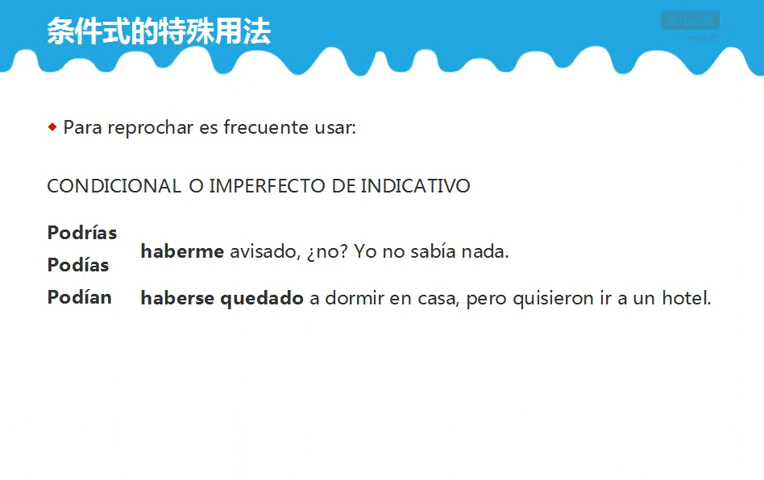 条件式的特殊用法
Para reprochar es frecuente usar:
CONDICIONAL O IMPERFECTO DE INDICATIVO
Podrías
haberme avisado, ¿no? Yo no sabía nada.
Podías
Podían haberse quedado a dormir en casa, pero quisieron ir a un hotel.